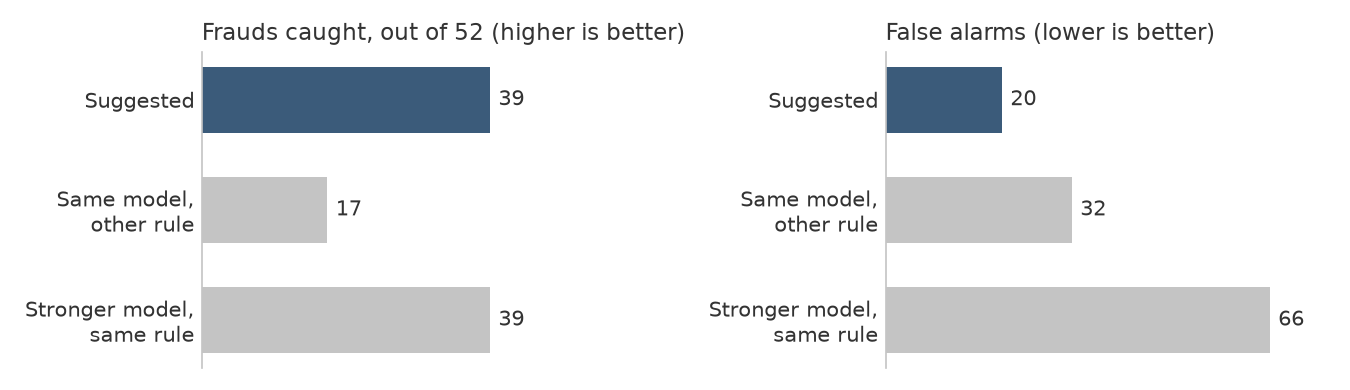 Frauds caught, out of 52 (higher is better)
Suggested
39
Same model,
other rule
17
Stronger model,
same rule
39
False alarms (lower is better)
Suggested
20
Same model,
other rule
32
Stronger model,
same rule
66